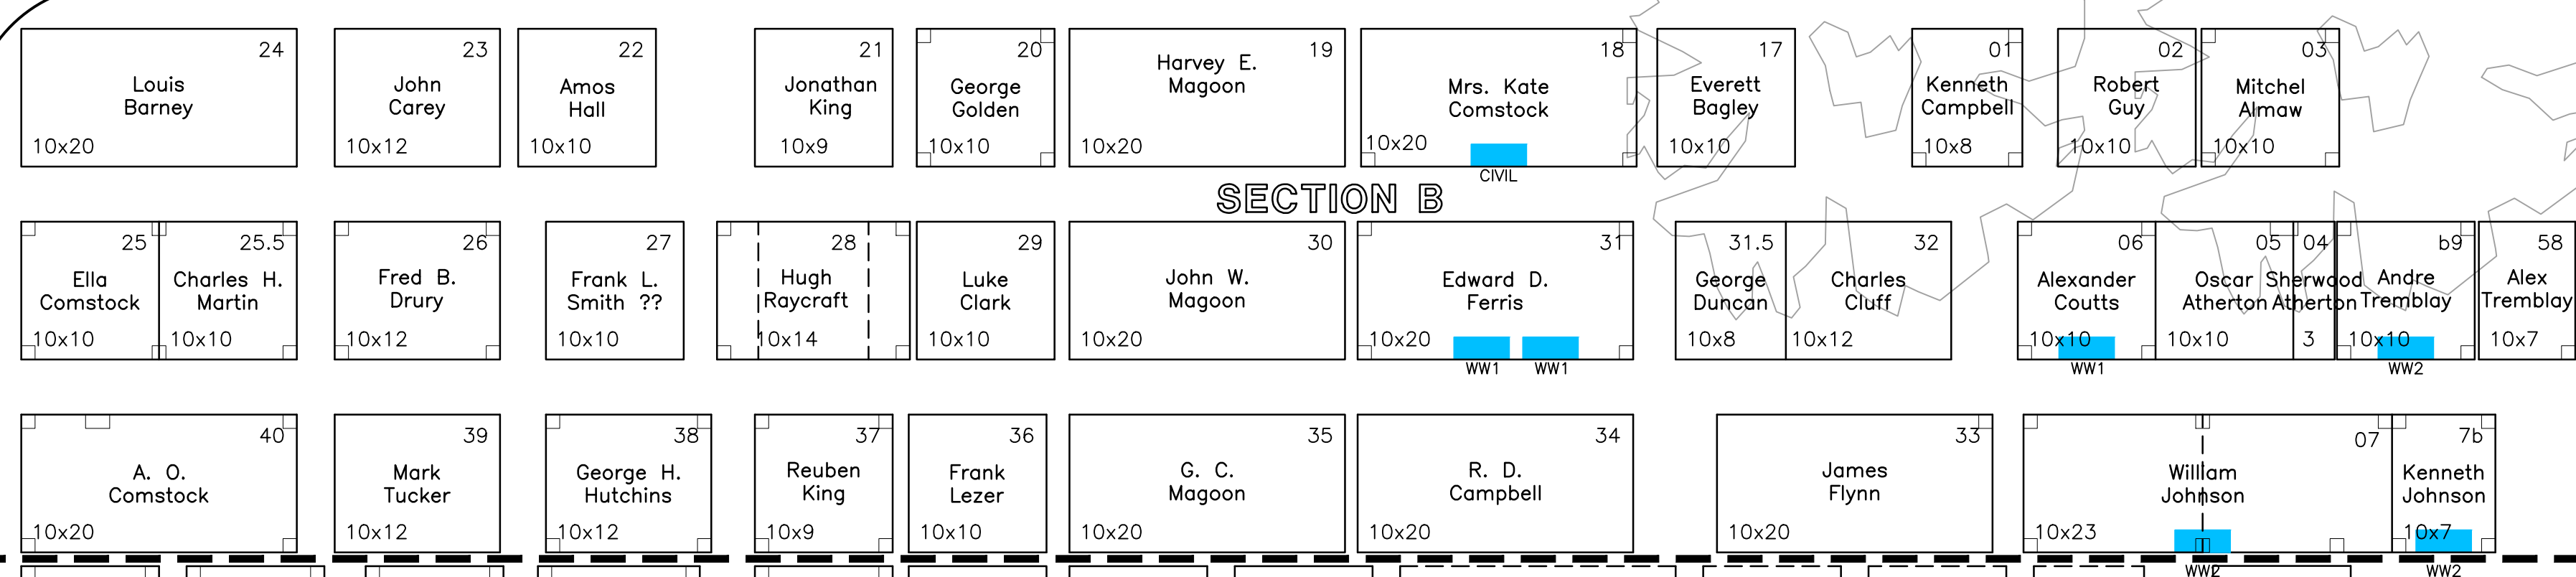 24
Louis
Barney
10x20
23
John
Carey
10x12
22
Amos
Hall
10x10
21
Jonathan
King
10x9
20
George
Golden
10x10
19
Harvey E.
Magoon
10x20
18
Mrs. Kate
Comstock
10x20
CIVIL
17
Everett
Bagley
10x10
01
Kenneth
Campbell
10x8
02
Robert
Guy
10x10
03
Mitchel
Almaw
10x10
SECTION B
25
Ella
Comstock
10x10
25.5
Charles H.
Martin
10x10
26
Fred B.
Drury
10x12
27
Frank L.
Smith ??
10x10
28
Hugh
Raycraft
10x14
29
Luke
Clark
10x10
30
John W.
Magoon
10x20
31
Edward D.
Ferris
10x20
WW1
WW1
31.5
George
Duncan
10x8
32
Charles
Cluff
10x12
06
Alexander
Coutts
10x10
WW1
05
Oscar
Atherton
10x10
04
Sherwood
Atherton
3
b9
Andre
Tremblay
10x10
WW2
58
Alex
Tremblay
10x7
40
A. O.
Comstock
10x20
39
Mark
Tucker
10x12
38
George H.
Hutchins
10x12
37
Reuben
King
10x9
36
Frank
Lezer
10x10
35
G. C.
Magoon
10x20
34
R. D.
Campbell
10x20
33
James
Flynn
10x20
07
William
Johnson
10x23
WW2
7b
Kenneth
Johnson
10x7
WW2